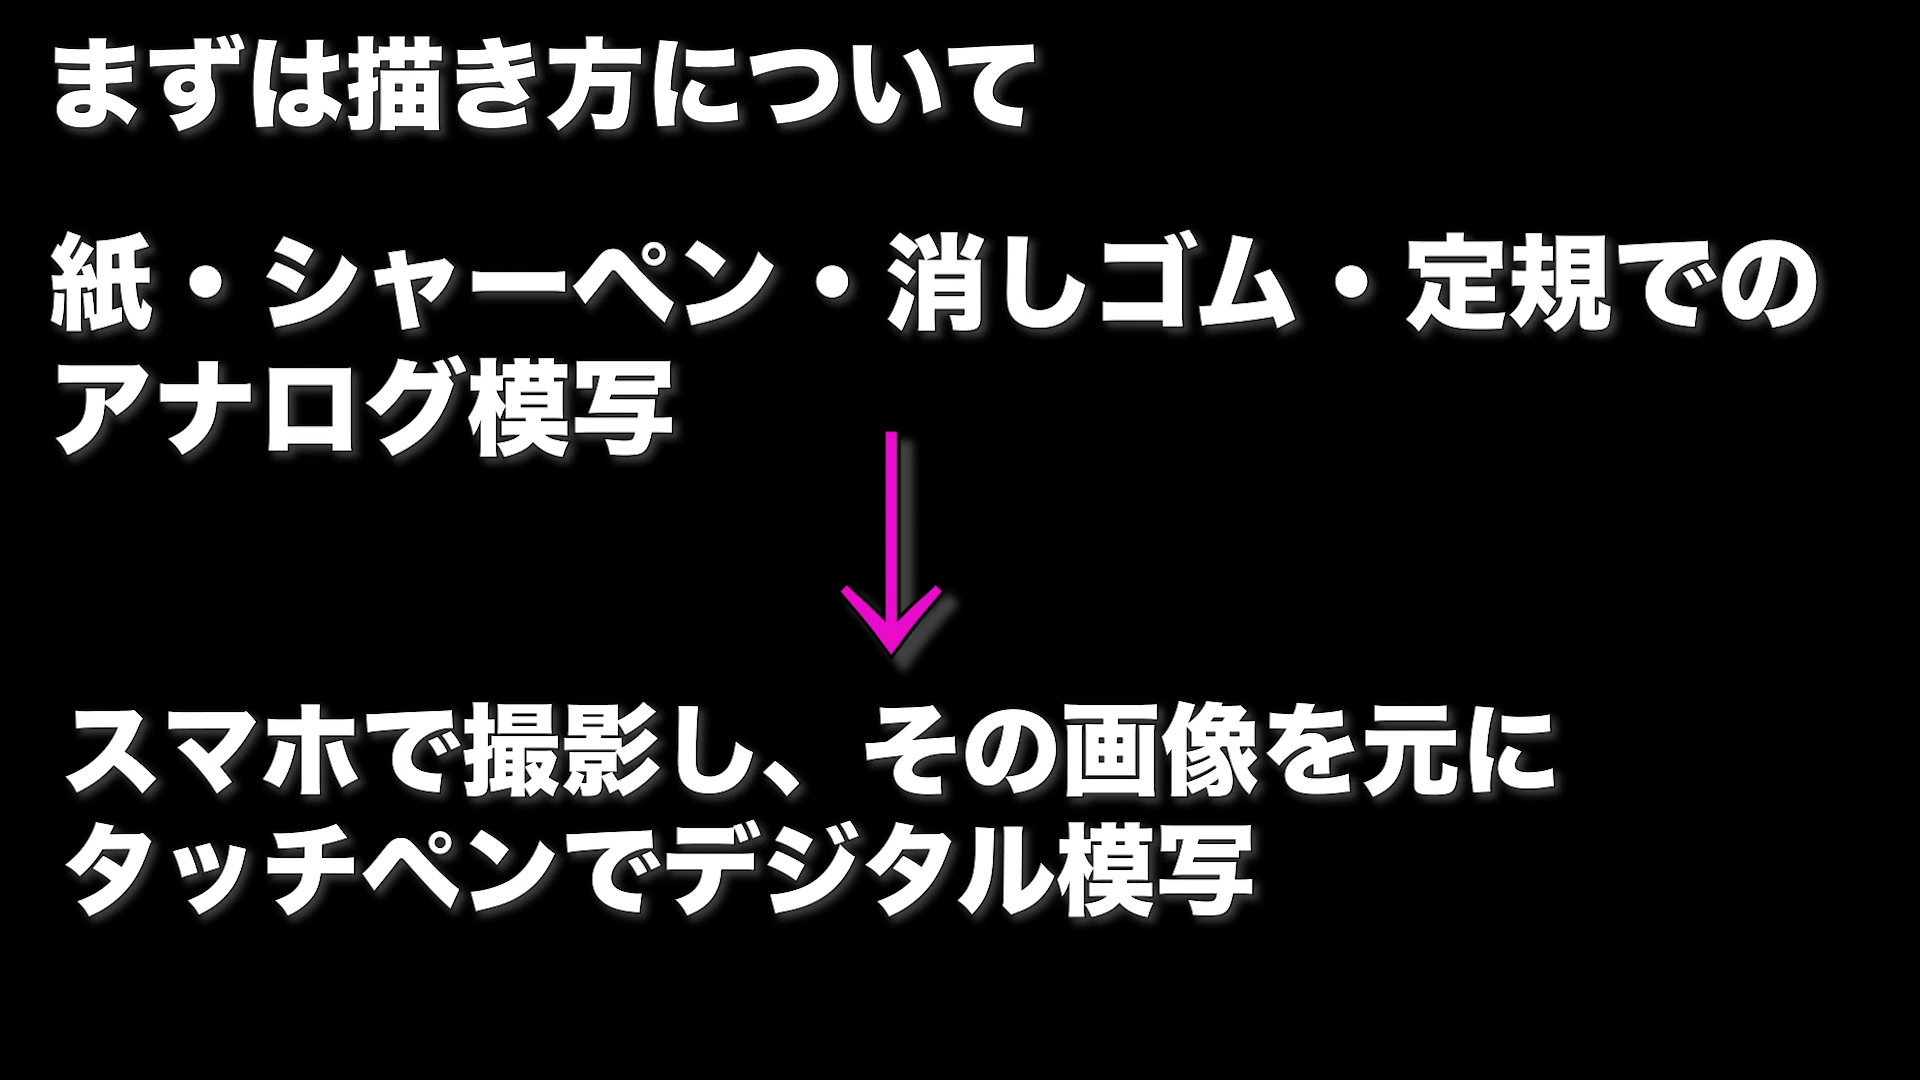 まずは描き方について
紙・シャーペン・消しゴム・定規での
アナログ模写
スマホで撮影し、その画像を元に
タッチペンでデジタル模写